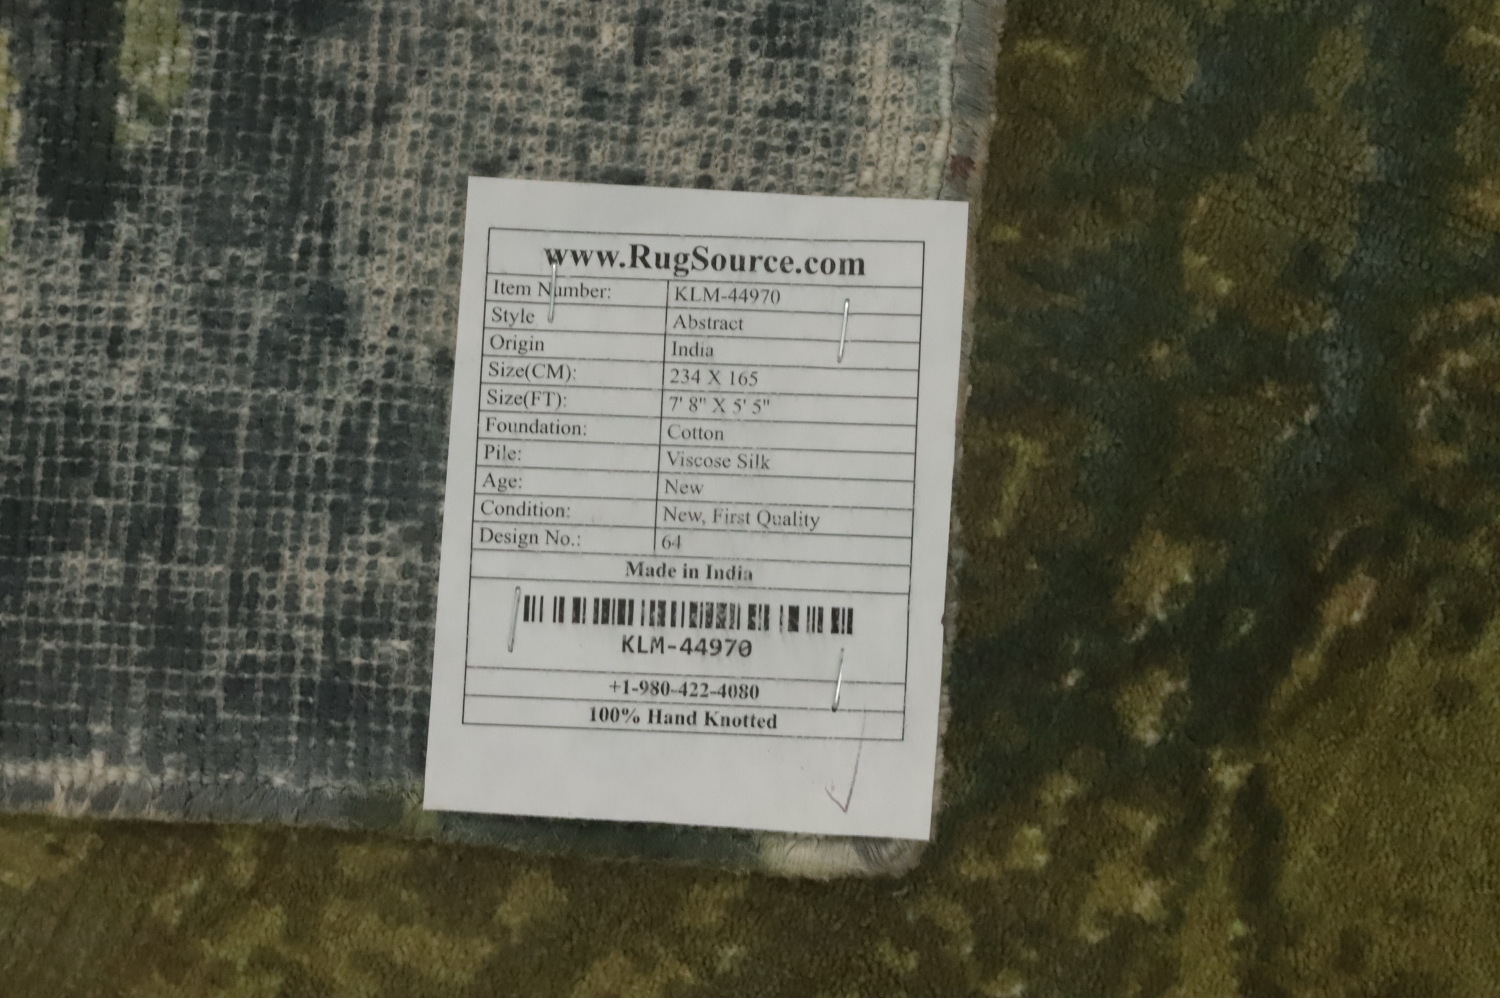 www.RugSource.com
Item Number: KLM-44970
Style Abstract
Origin India
Size(CM): 234 X 165
Size(FT): 7' 8" X 5' 5"
Foundation: Cotton
Pile: Viscose Silk
Age: New
Condition: New, First Quality
Design No.: 64
Made in India
KLM-44970
+1-980-422-4080
100% Hand Knotted